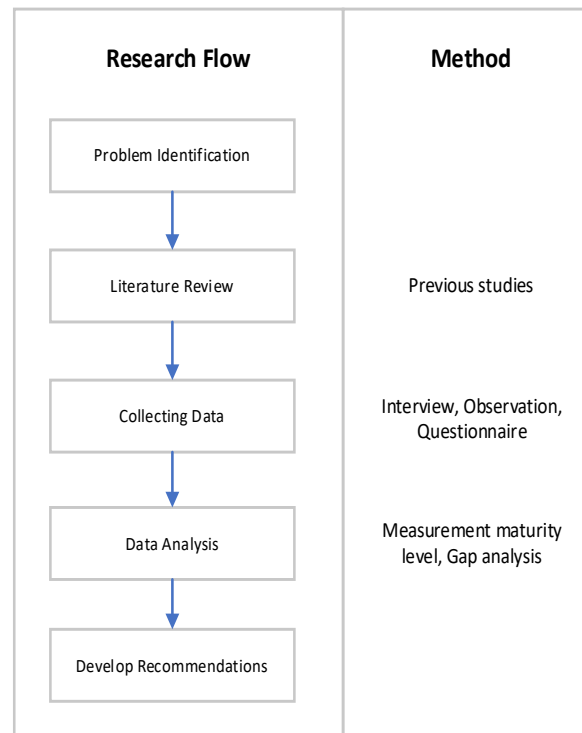 Research Flow
Method
Problem Identification
Literature Review
Previous studies
Collecting Data
Interview, Observation,
Questionnaire
Data Analysis
Measurement maturity
level, Gap analysis
Develop Recommendations